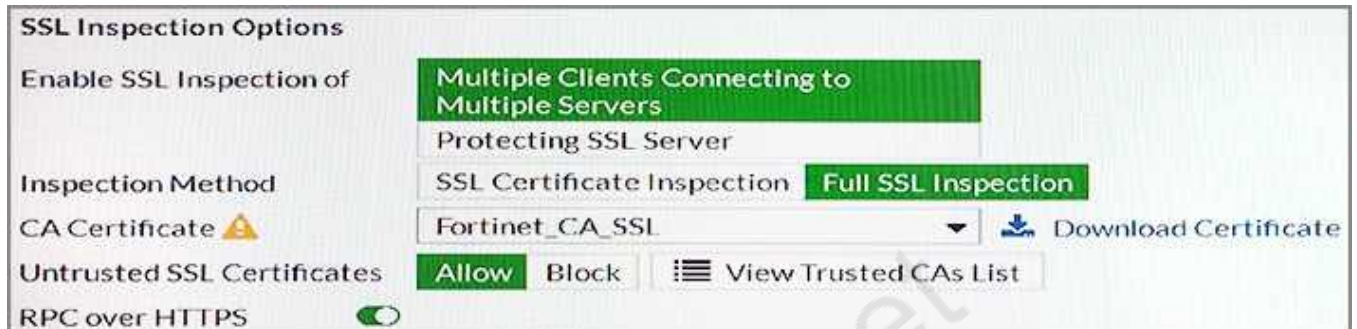 SSL Inspection Options
Enable SSL Inspection of
Multiple Clients Connecting to
Multiple Servers
Protecting SSL Server
Inspection Method SSL Certificate Inspection Full SSL Inspection
CA Certificate Fortinet_CA_SSL Download Certificate
Untrusted SSL Certificates Allow Block View Trusted CAs List
RPC over HTTPS